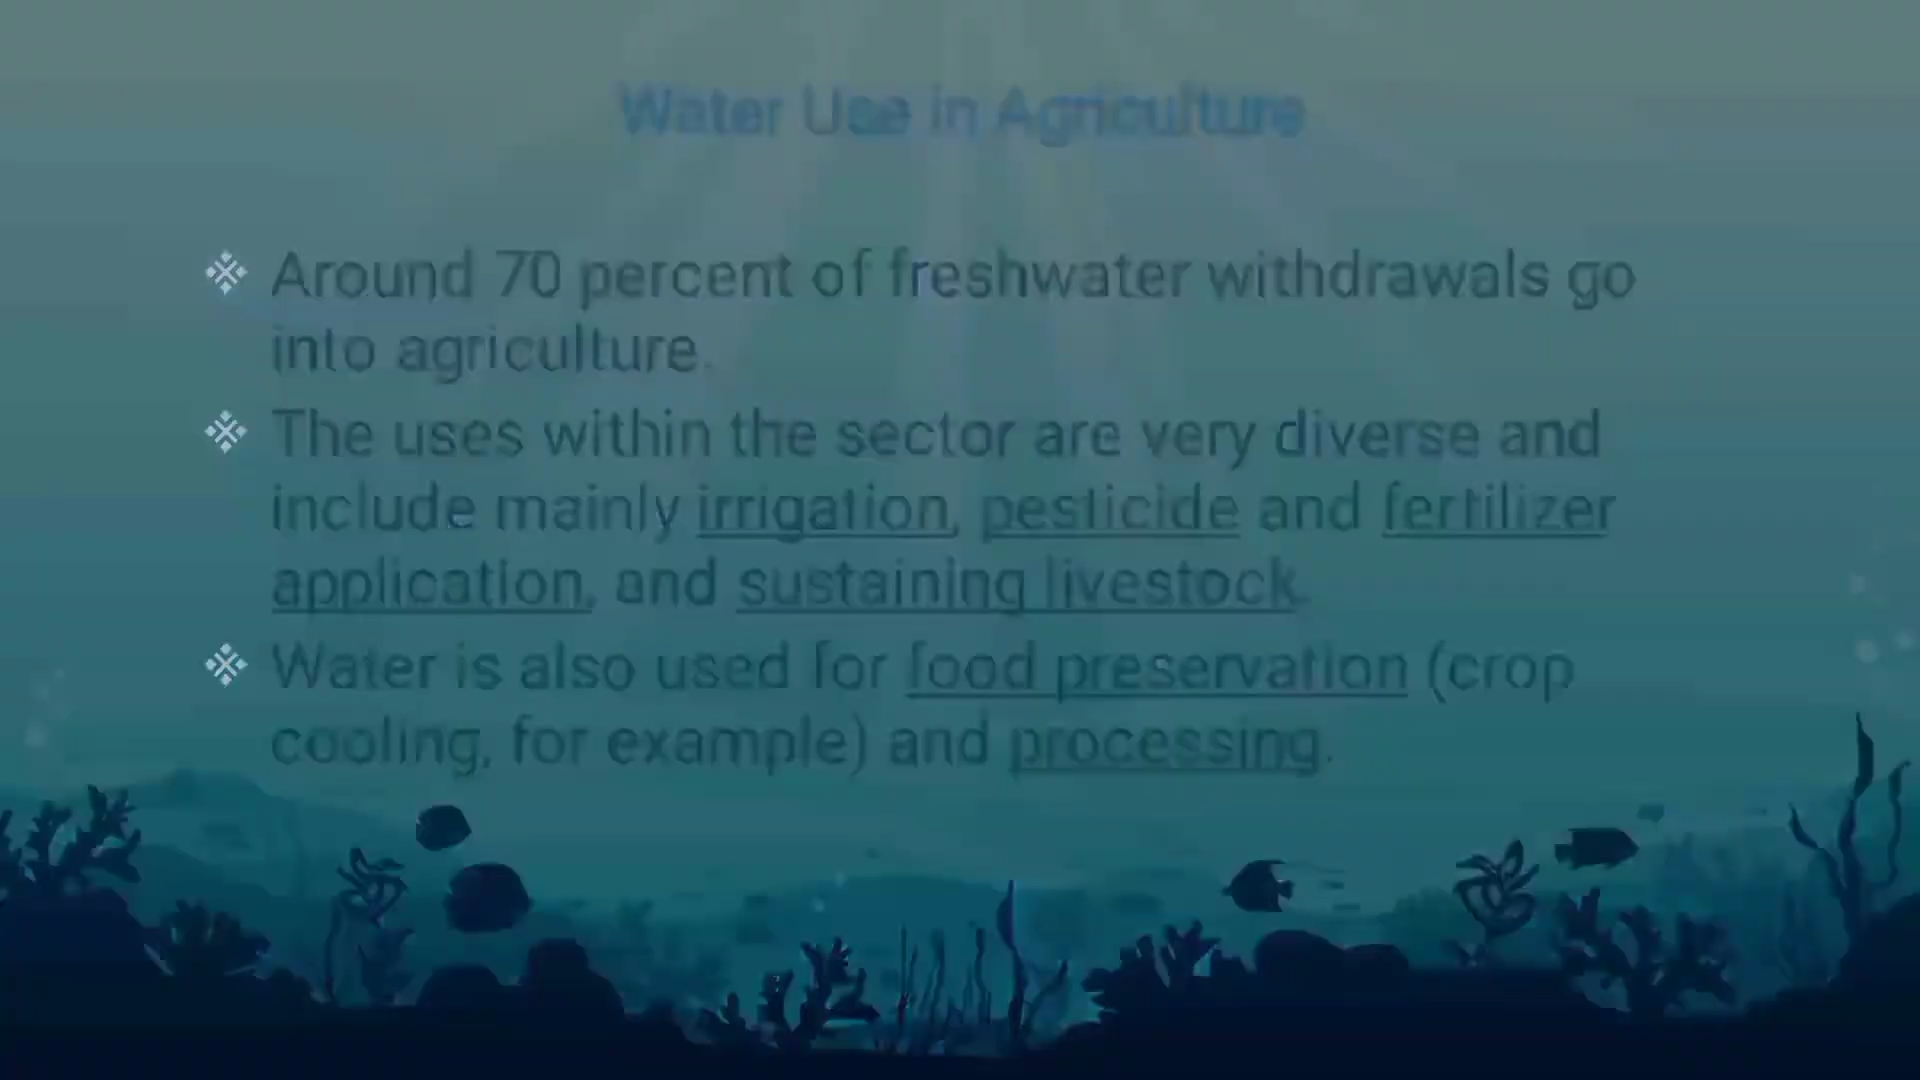 Water Use in Agriculture
Around 70 percent of freshwater withdrawals go
into agriculture.
The uses within the sector are very diverse and
include mainly irrigation, pesticide and fertilizer
application, and sustaining livestock.
Water is also used for food preservation (crop
cooling, for example) and processing.